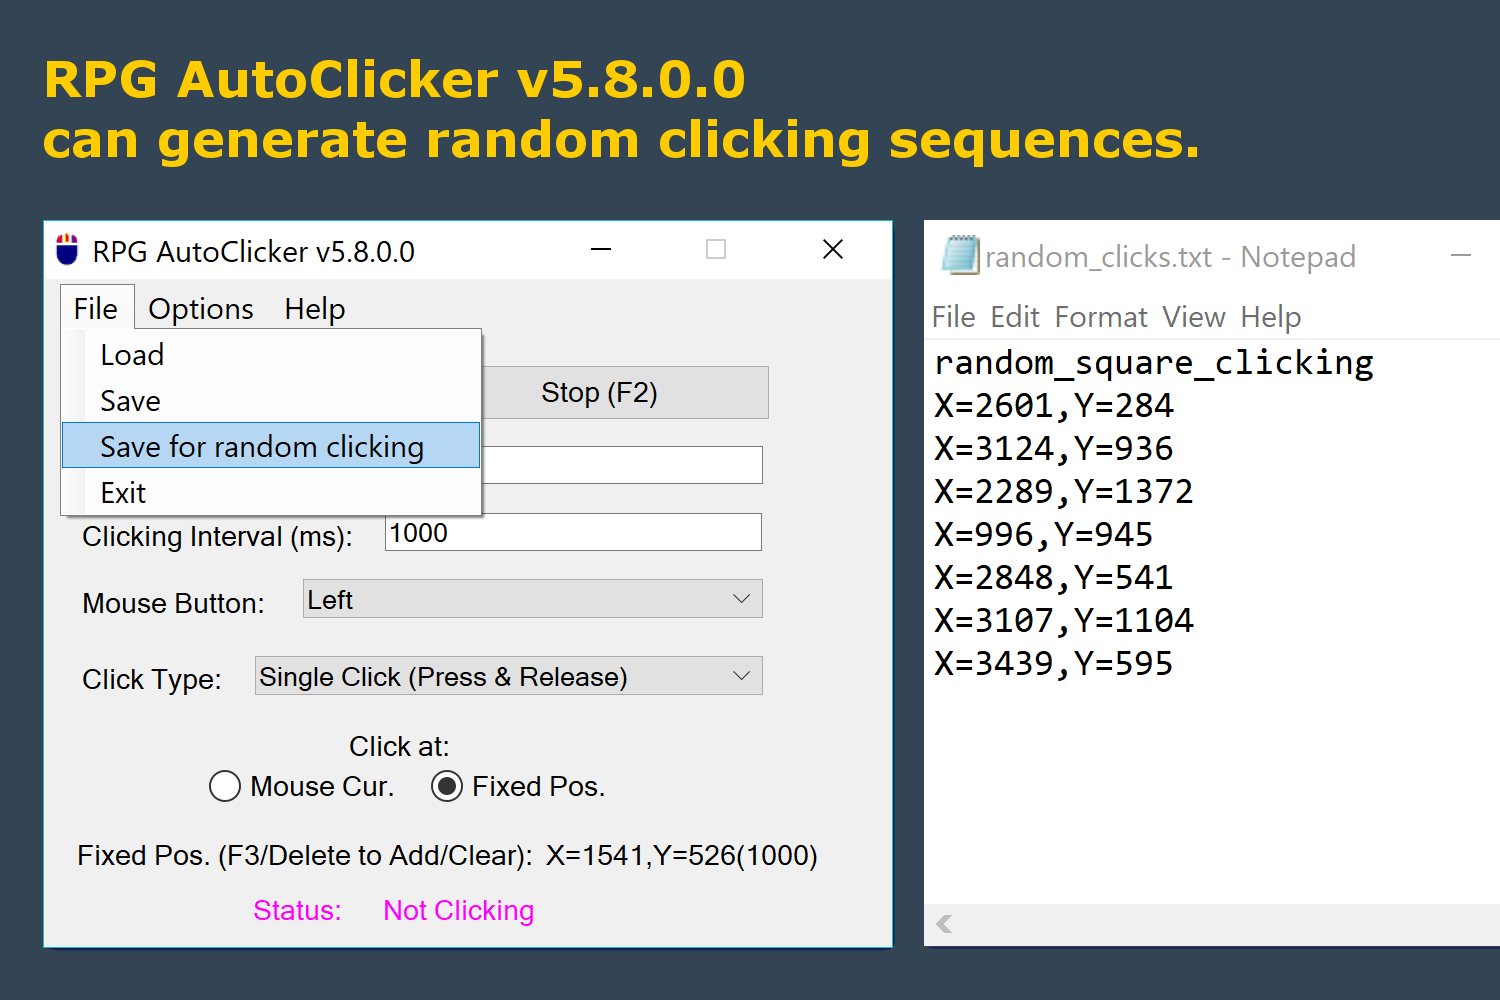 RPG AutoClicker v5.8.0.0
can generate random clicking sequences.
RPG AutoClicker v5.8.0.0
File Options Help
Load
Save
Save for random clicking
Exit
Stop (F2)
Clicking Interval (ms): 1000
Mouse Button: Left
Click Type: Single Click (Press & Release)
Click at:
Mouse Cur. Fixed Pos.
Fixed Pos. (F3/Delete to Add/Clear): X=1541,Y=526(1000)
Status: Not Clicking
random_clicks.txt - Notepad
File Edit Format View Help
random_square_clicking
X=2601,Y=284
X=3124,Y=936
X=2289,Y=1372
X=996,Y=945
X=2848,Y=541
X=3107,Y=1104
X=3439,Y=595